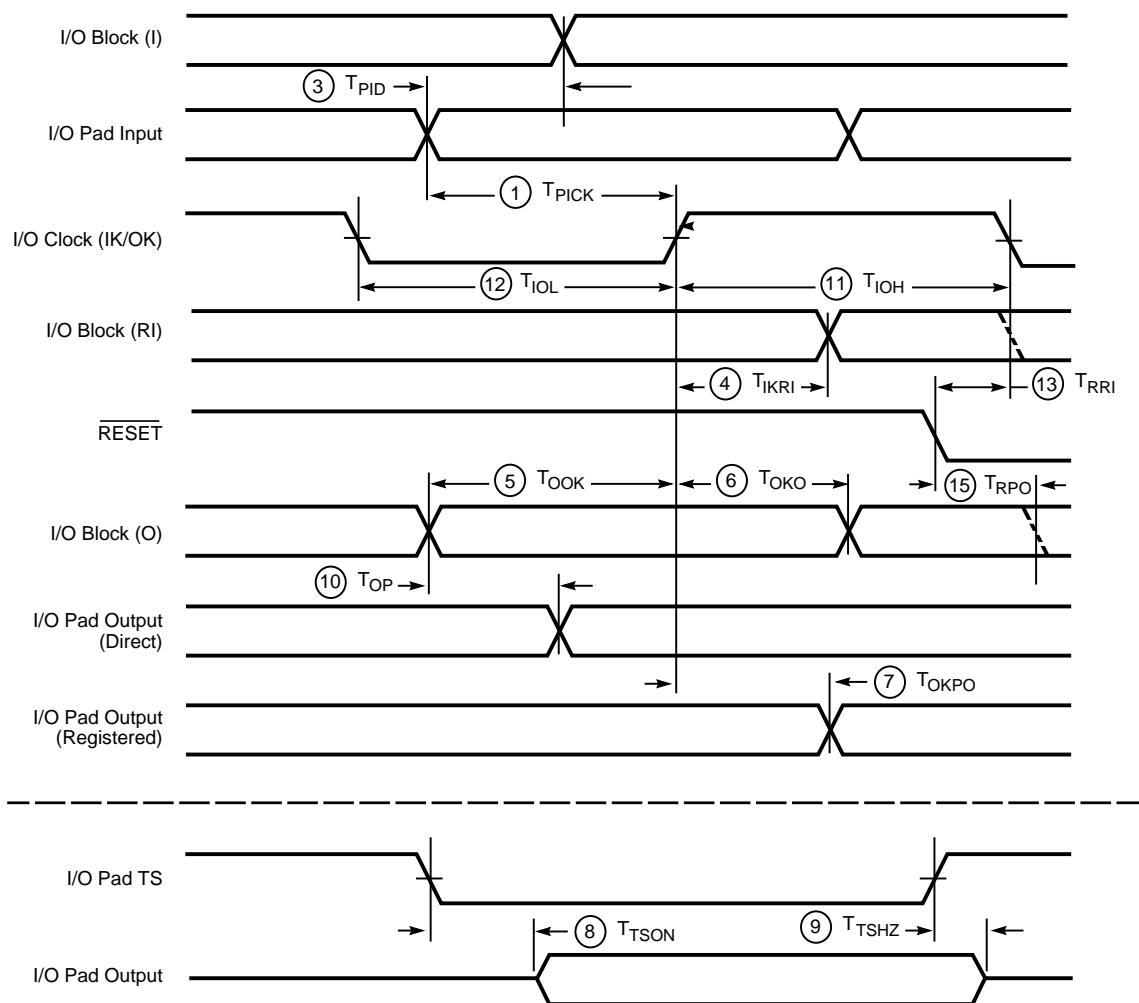 I/O Block (I)
3 TPID
I/O Pad Input
1 TPICK
I/O Clock (IK/OK)
12 TIOL
11 TIOH
I/O Block (RI)
4 TIKRI
13 TRRI
RESET
5 TOOK
6 TOKO
15 TRPO
I/O Block (O)
10 TOP
I/O Pad Output
(Direct)
7 TOKPO
I/O Pad Output
(Registered)
I/O Pad TS
8 TTSON
9 TTSHZ
I/O Pad Output